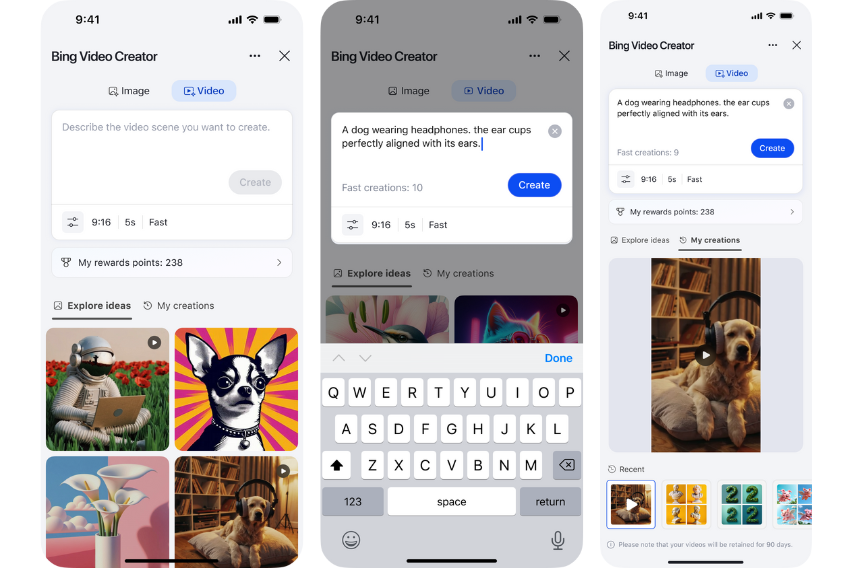 9:41
Bing Video Creator
Image Video
Describe the video scene you want to create.
Create
9:16 5s Fast
My rewards points: 238
Explore ideas My creations
9:41
Bing Video Creator
Image Video
A dog wearing headphones. the ear cups
perfectly aligned with its ears.
Fast creations: 10 Create
9:16 5s Fast
Explore ideas My creations
Done
Q W E R T Y U I O P
A S D F G H J K L
Z X C V B N M
123 space return
9:41
Bing Video Creator
Image Video
A dog wearing headphones. the ear cups
perfectly aligned with its ears.
Fast creations: 9 Create
9:16 5s Fast
My rewards points: 238
Explore ideas My creations
Recent
22
22
Please note that your videos will be retained for 90 days.